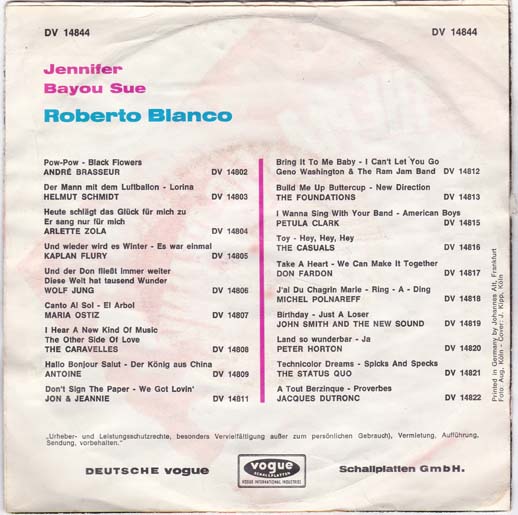 DV 14844
DV 14844
Jennifer
Bayou Sue
Roberto Blanco
Pow-Pow - Black Flowers
ANDRÉ BRASSEUR DV 14802
Der Mann mit dem Luftballon - Lorina
HELMUT SCHMIDT DV 14803
Heute schlägt das Glück für mich zu
Er sang nur für mich
ARLETTE ZOLA DV 14804
Und wieder wird es Winter - Es war einmal
KAPLAN FLURY DV 14805
Und der Don fließt immer weiter
Diese Welt hat tausend Wunder
WOLF JUNG DV 14806
Canto Al Sol - El Arbol
MARIA OSTIZ DV 14807
I Hear A New Kind Of Music
The Other Side Of Love
THE CARAVELLES DV 14808
Hallo Bonjour Salut - Der König aus China
ANTOINE DV 14809
Don't Sign The Paper - We Got Lovin'
JON & JEANNIE DV 14811
Bring It To Me Baby - I Can't Let You Go
Geno Washington & The Ram Jam Band DV 14812
Build Me Up Buttercup - New Direction
THE FOUNDATIONS DV 14813
I Wanna Sing With Your Band - American Boys
PETULA CLARK DV 14815
Toy - Hey, Hey, Hey
THE CASUALS DV 14816
Take A Heart - We Can Make It Together
DON FARDON DV 14817
J'ai Du Chagrin Marie - Ring - A - Ding
MICHEL POLNAREFF DV 14818
Birthday - Just A Loser
JOHN SMITH AND THE NEW SOUND DV 14819
Land so wunderbar - Ja
PETER HORTON DV 14820
Technicolor Dreams - Spicks And Specks
THE STATUS QUO DV 14821
A Tout Berzinque - Proverbes
JACQUES DUTRONC DV 14822
Printed in Germany by Johannes Alt, Frankfurt
Foto: Aug, Köln - Cover: J. Kipp, Köln
„Urheber- und Leistungsschutzrechte, besonders Vervielfältigung außer zum persönlichen Gebrauch), Vermietung, Aufführung,
Sendung, vorbehalten."
DEUTSCHE vogue
vogue
SCHALLPLATTEN
VOGUE INTERNATIONAL INDUSTRIES
Schallplatten GmbH.